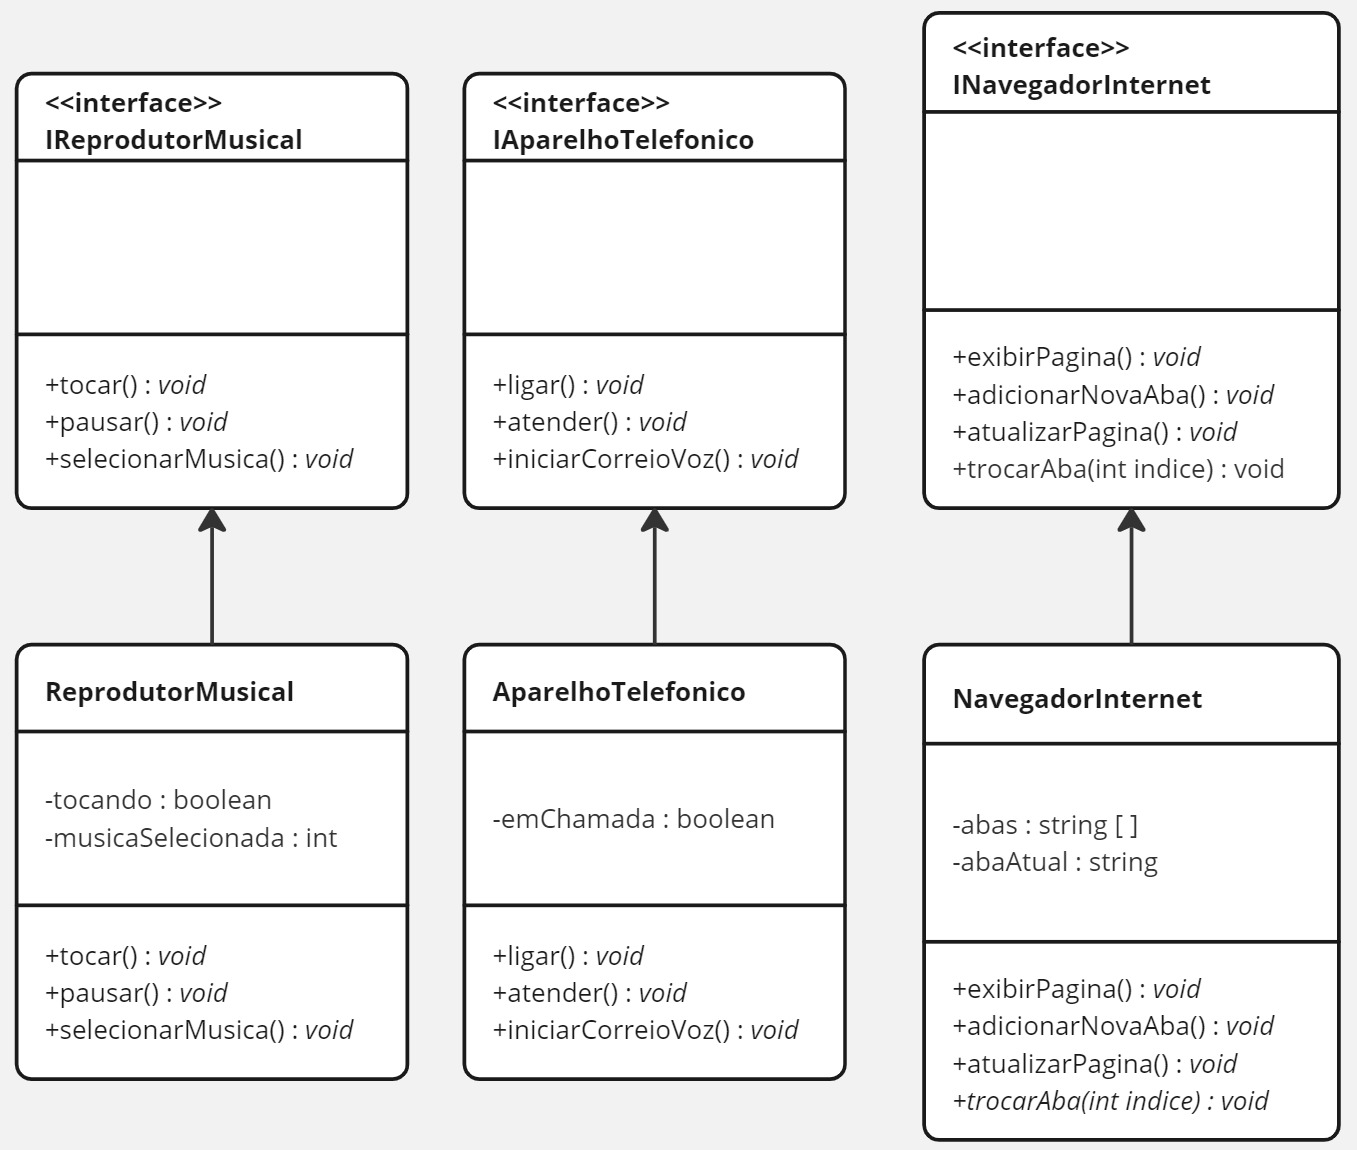 <<interface>>
IReprodutorMusical
+tocar() : void
+pausar() : void
+selecionarMusica() : void
<<interface>>
IAparelhoTelefonico
+ligar() : void
+atender() : void
+iniciarCorreioVoz() : void
<<interface>>
INavegadorInternet
+exibirPagina() : void
+adicionarNovaAba() : void
+atualizarPagina() : void
+trocarAba(int indice) : void
ReprodutorMusical
-tocando : boolean
-musicaSelecionada : int
+tocar() : void
+pausar() : void
+selecionarMusica() : void
AparelhoTelefonico
-emChamada : boolean
+ligar() : void
+atender() : void
+iniciarCorreioVoz() : void
NavegadorInternet
-abas : string [ ]
-abaAtual : string
+exibirPagina() : void
+adicionarNovaAba() : void
+atualizarPagina() : void
+trocarAba(int indice) : void